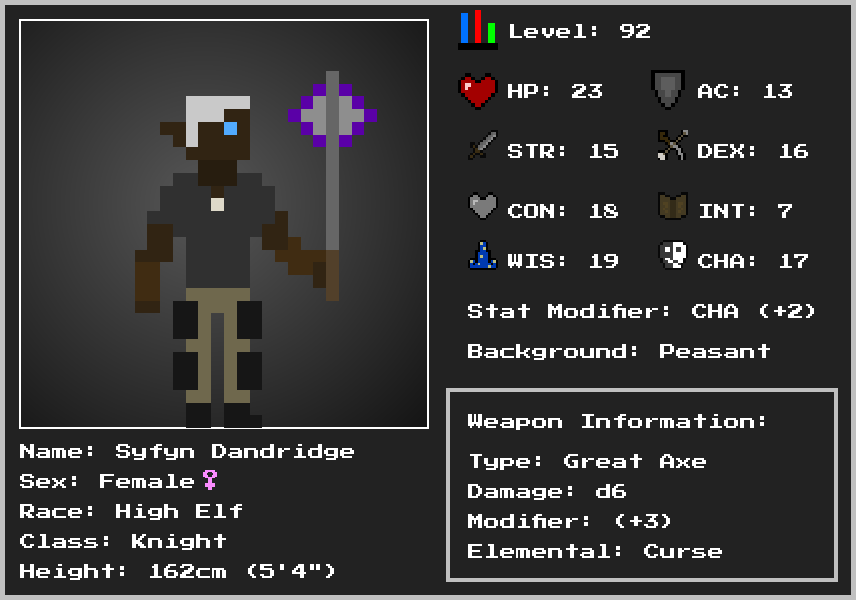 Level: 92
HP: 23 AC: 13
STR: 15 DEX: 16
CON: 18 INT: 7
WIS: 19 CHA: 17
Stat Modifier: CHA (+2)
Background: Peasant
Weapon Information:
Type: Great Axe
Damage: d6
Modifier: (+3)
Elemental: Curse
Name: Syfyn Dandridge
Sex: Female♀
Race: High Elf
Class: Knight
Height: 162cm (5'4")